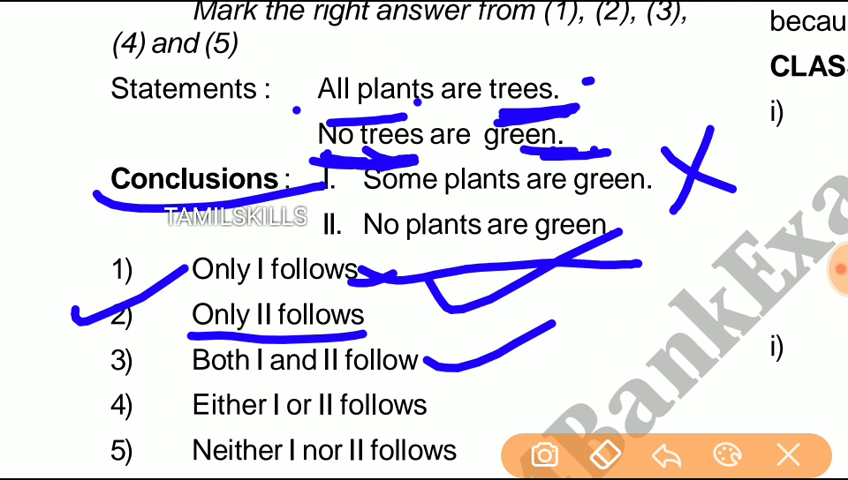 Mark the right answer from (1), (2), (3),
(4) and (5)
Statements : All plants are trees.
No trees are green.
Conclusions : I. Some plants are green.
TAMILSKILLS
II. No plants are green.
1) Only I follows
2) Only II follows
3) Both I and II follow
4) Either I or II follows
5) Neither I nor II follows
becau
CLAS
i)
i)
BankExa